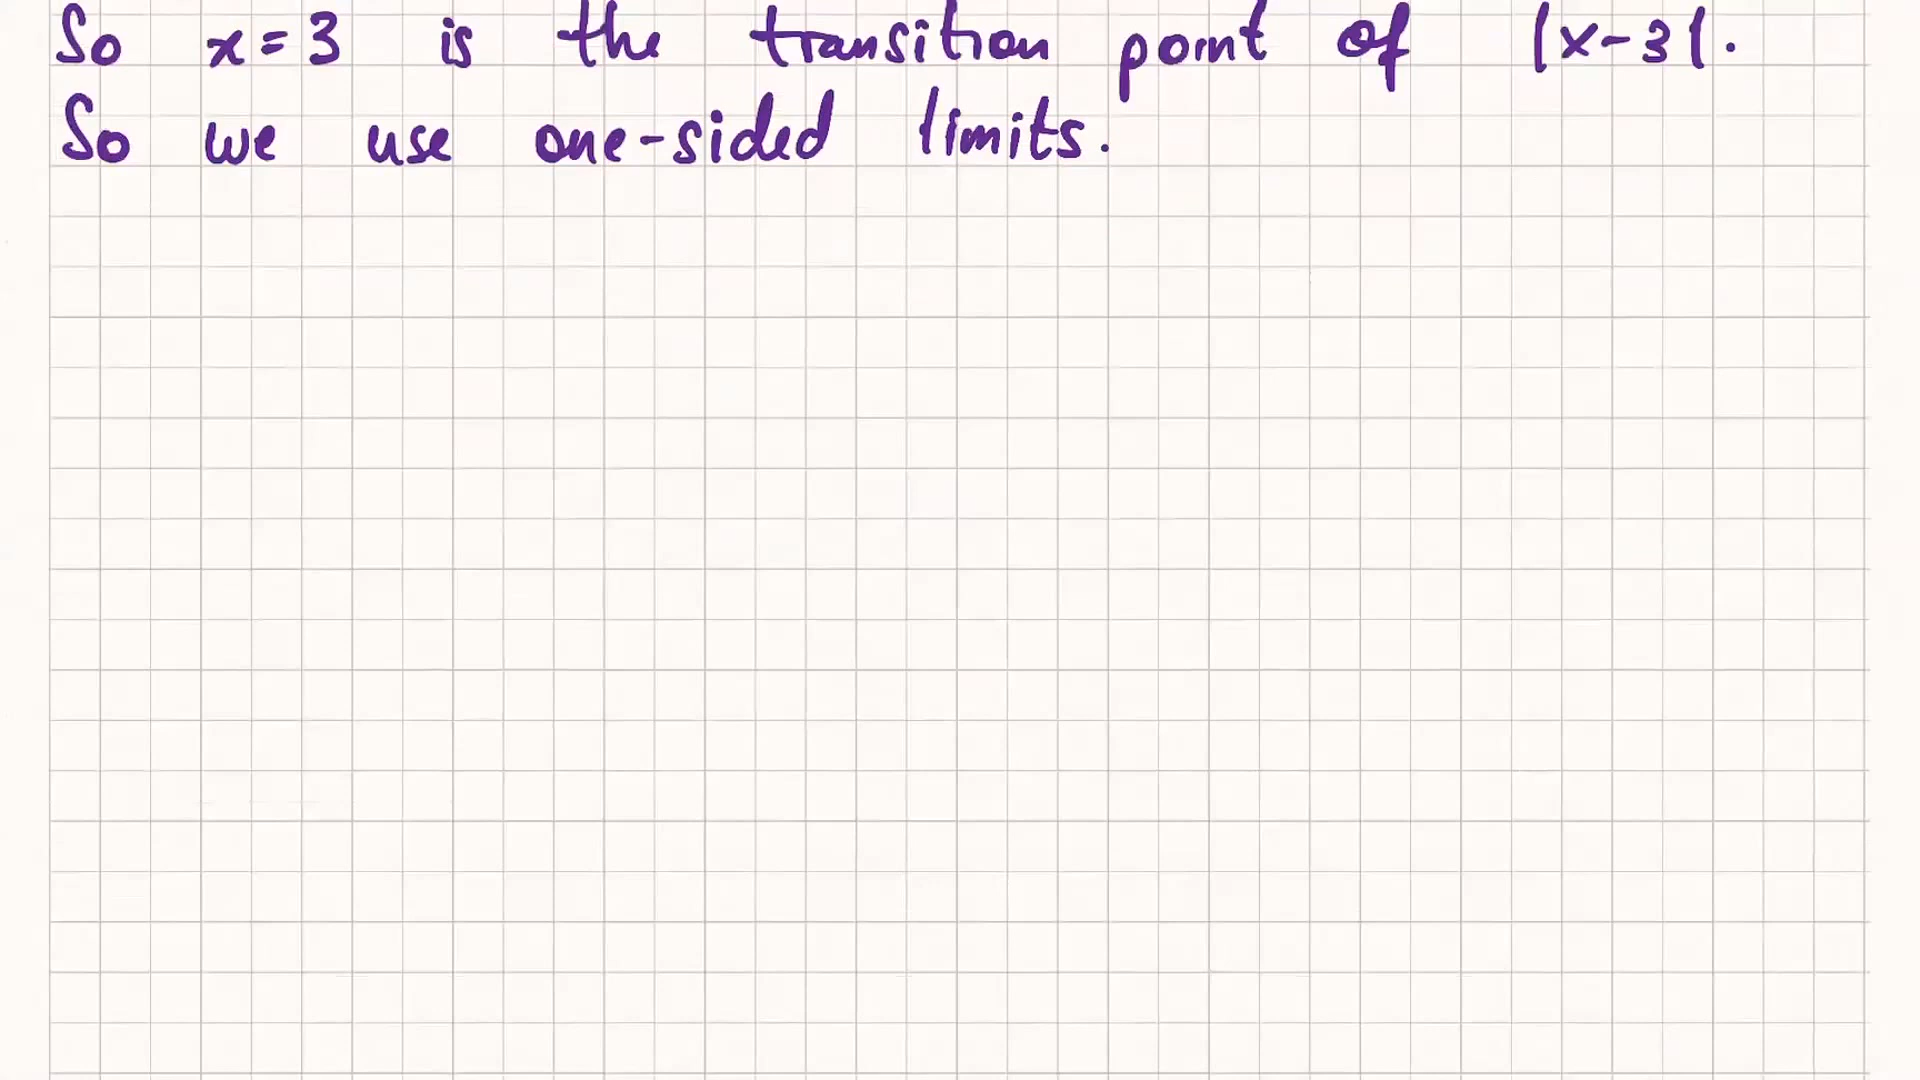 So x=3 is the transition point of |x-3|.
So we use one-sided limits.